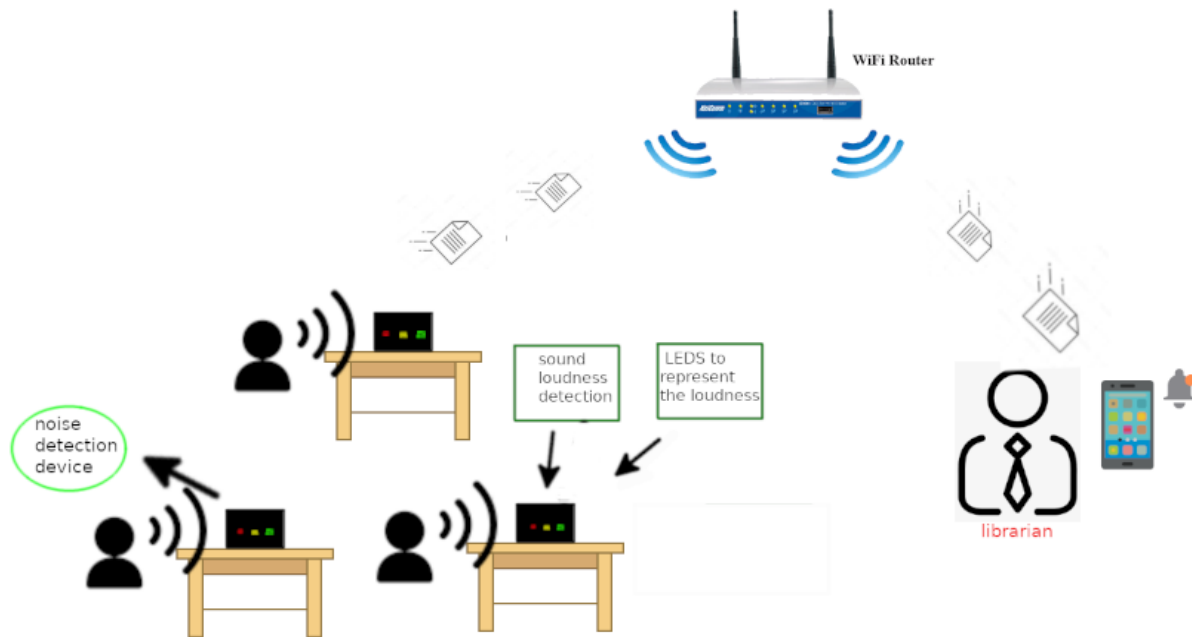 WiFi Router
sound
loudness
detection
LEDS to
represent
the loudness
noise
detection
device
librarian